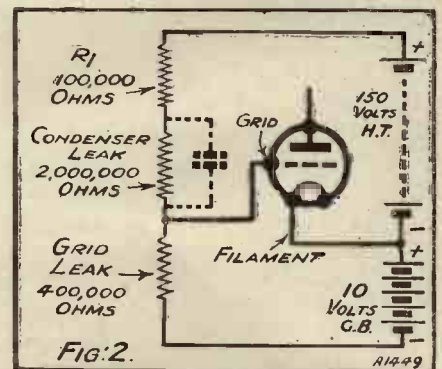 R1
100,000
OHMS
CONDENSER
LEAK
2,000,000
OHMS
GRID
LEAK
400,000
OHMS
GRID
FILAMENT
+
150
VOLTS
H.T.
-
+
10
VOLTS
G.B.
-
FIG. 2.
A1449